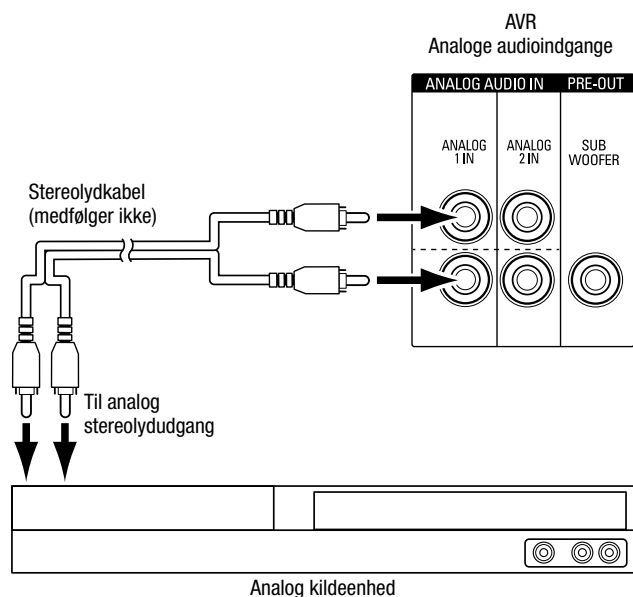 AVR
Analoge audioindgange
ANALOG AUDIO IN
PRE-OUT
ANALOG
1 IN
ANALOG
2 IN
SUB
WOOFER
Stereolydkabel
(medfølger ikke)
Til analog
stereolydudgang
Analog kildeenhed